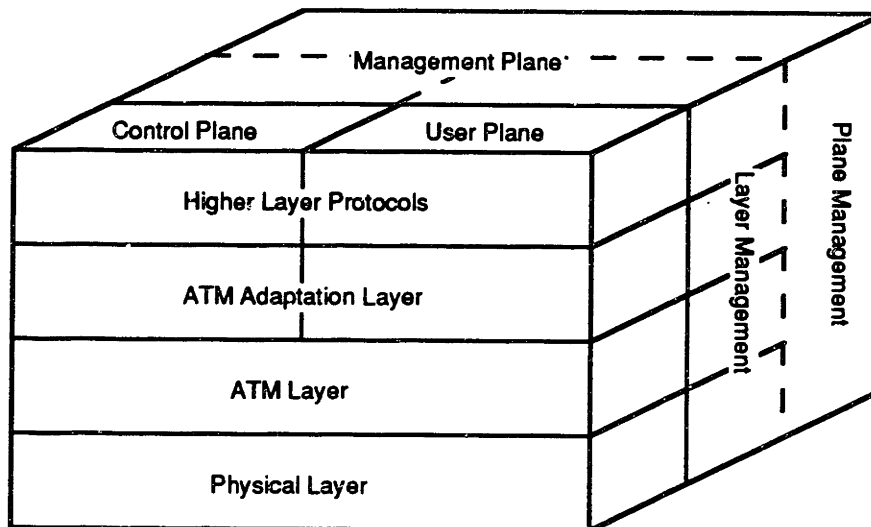 Management Plane
Control Plane
User Plane
Higher Layer Protocols
ATM Adaptation Layer
ATM Layer
Physical Layer
Layer Management
Plane Management